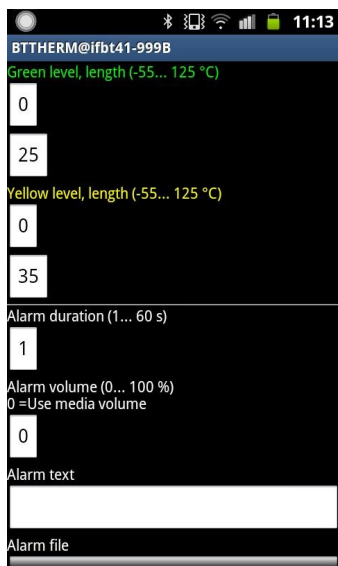 11:13
BTTHERM@ifbt41-999B
Green level, length (-55... 125 °C)
0
25
Yellow level, length (-55... 125 °C)
0
35
Alarm duration (1... 60 s)
1
Alarm volume (0... 100 %)
0 =Use media volume
0
Alarm text
Alarm file